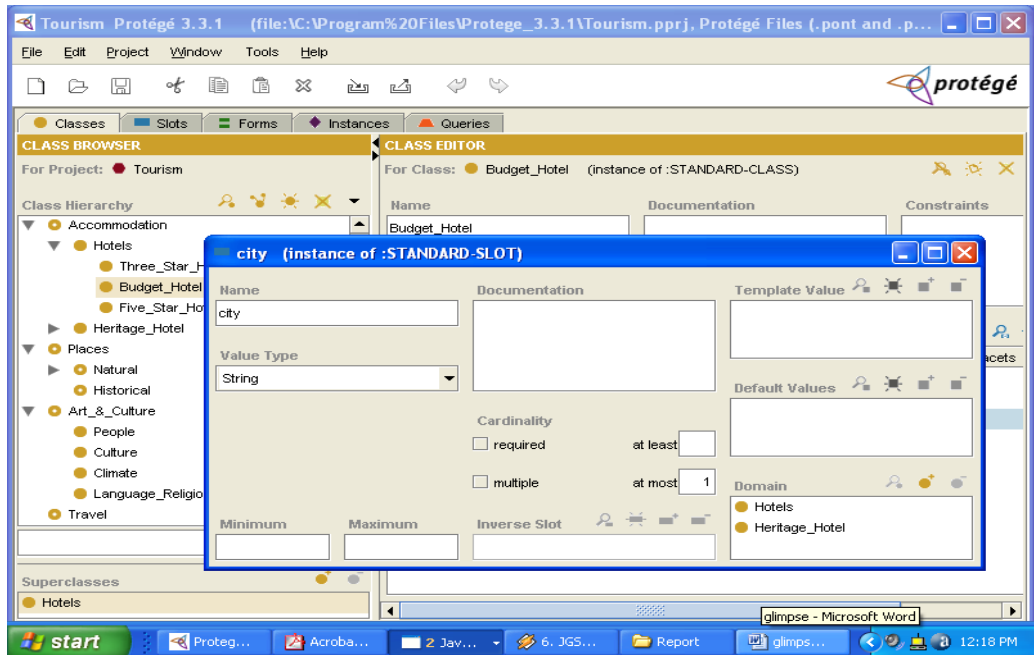 Tourism Protégé 3.3.1 (file:\C:\Program%20Files\Protege_3.3.1\Tourism.pprj, Protégé Files (.pont and .p...
File Edit Project Window Tools Help
protégé
Classes Slots Forms Instances Queries
CLASS BROWSER
For Project: Tourism
Class Hierarchy
Accommodation
Hotels
Three_Star_H
Budget_Hotel
Five_Star_Ho
Heritage_Hotel
Places
Natural
Historical
Art_&_Culture
People
Culture
Climate
Language_Religio
Travel
Superclasses
Hotels
CLASS EDITOR
For Class: Budget_Hotel (instance of :STANDARD-CLASS)
Name Documentation Constraints
Budget_Hotel
acets
city (instance of :STANDARD-SLOT)
Name
city
Value Type
String
Minimum Maximum
Documentation
Cardinality
required at least
multiple at most 1
Inverse Slot
Template Value
Default Values
Domain
Hotels
Heritage_Hotel
glimpse - Microsoft Word
start Proteg... Acroba... 2 Jav... 6. JGS... Report glimps... 12:18 PM